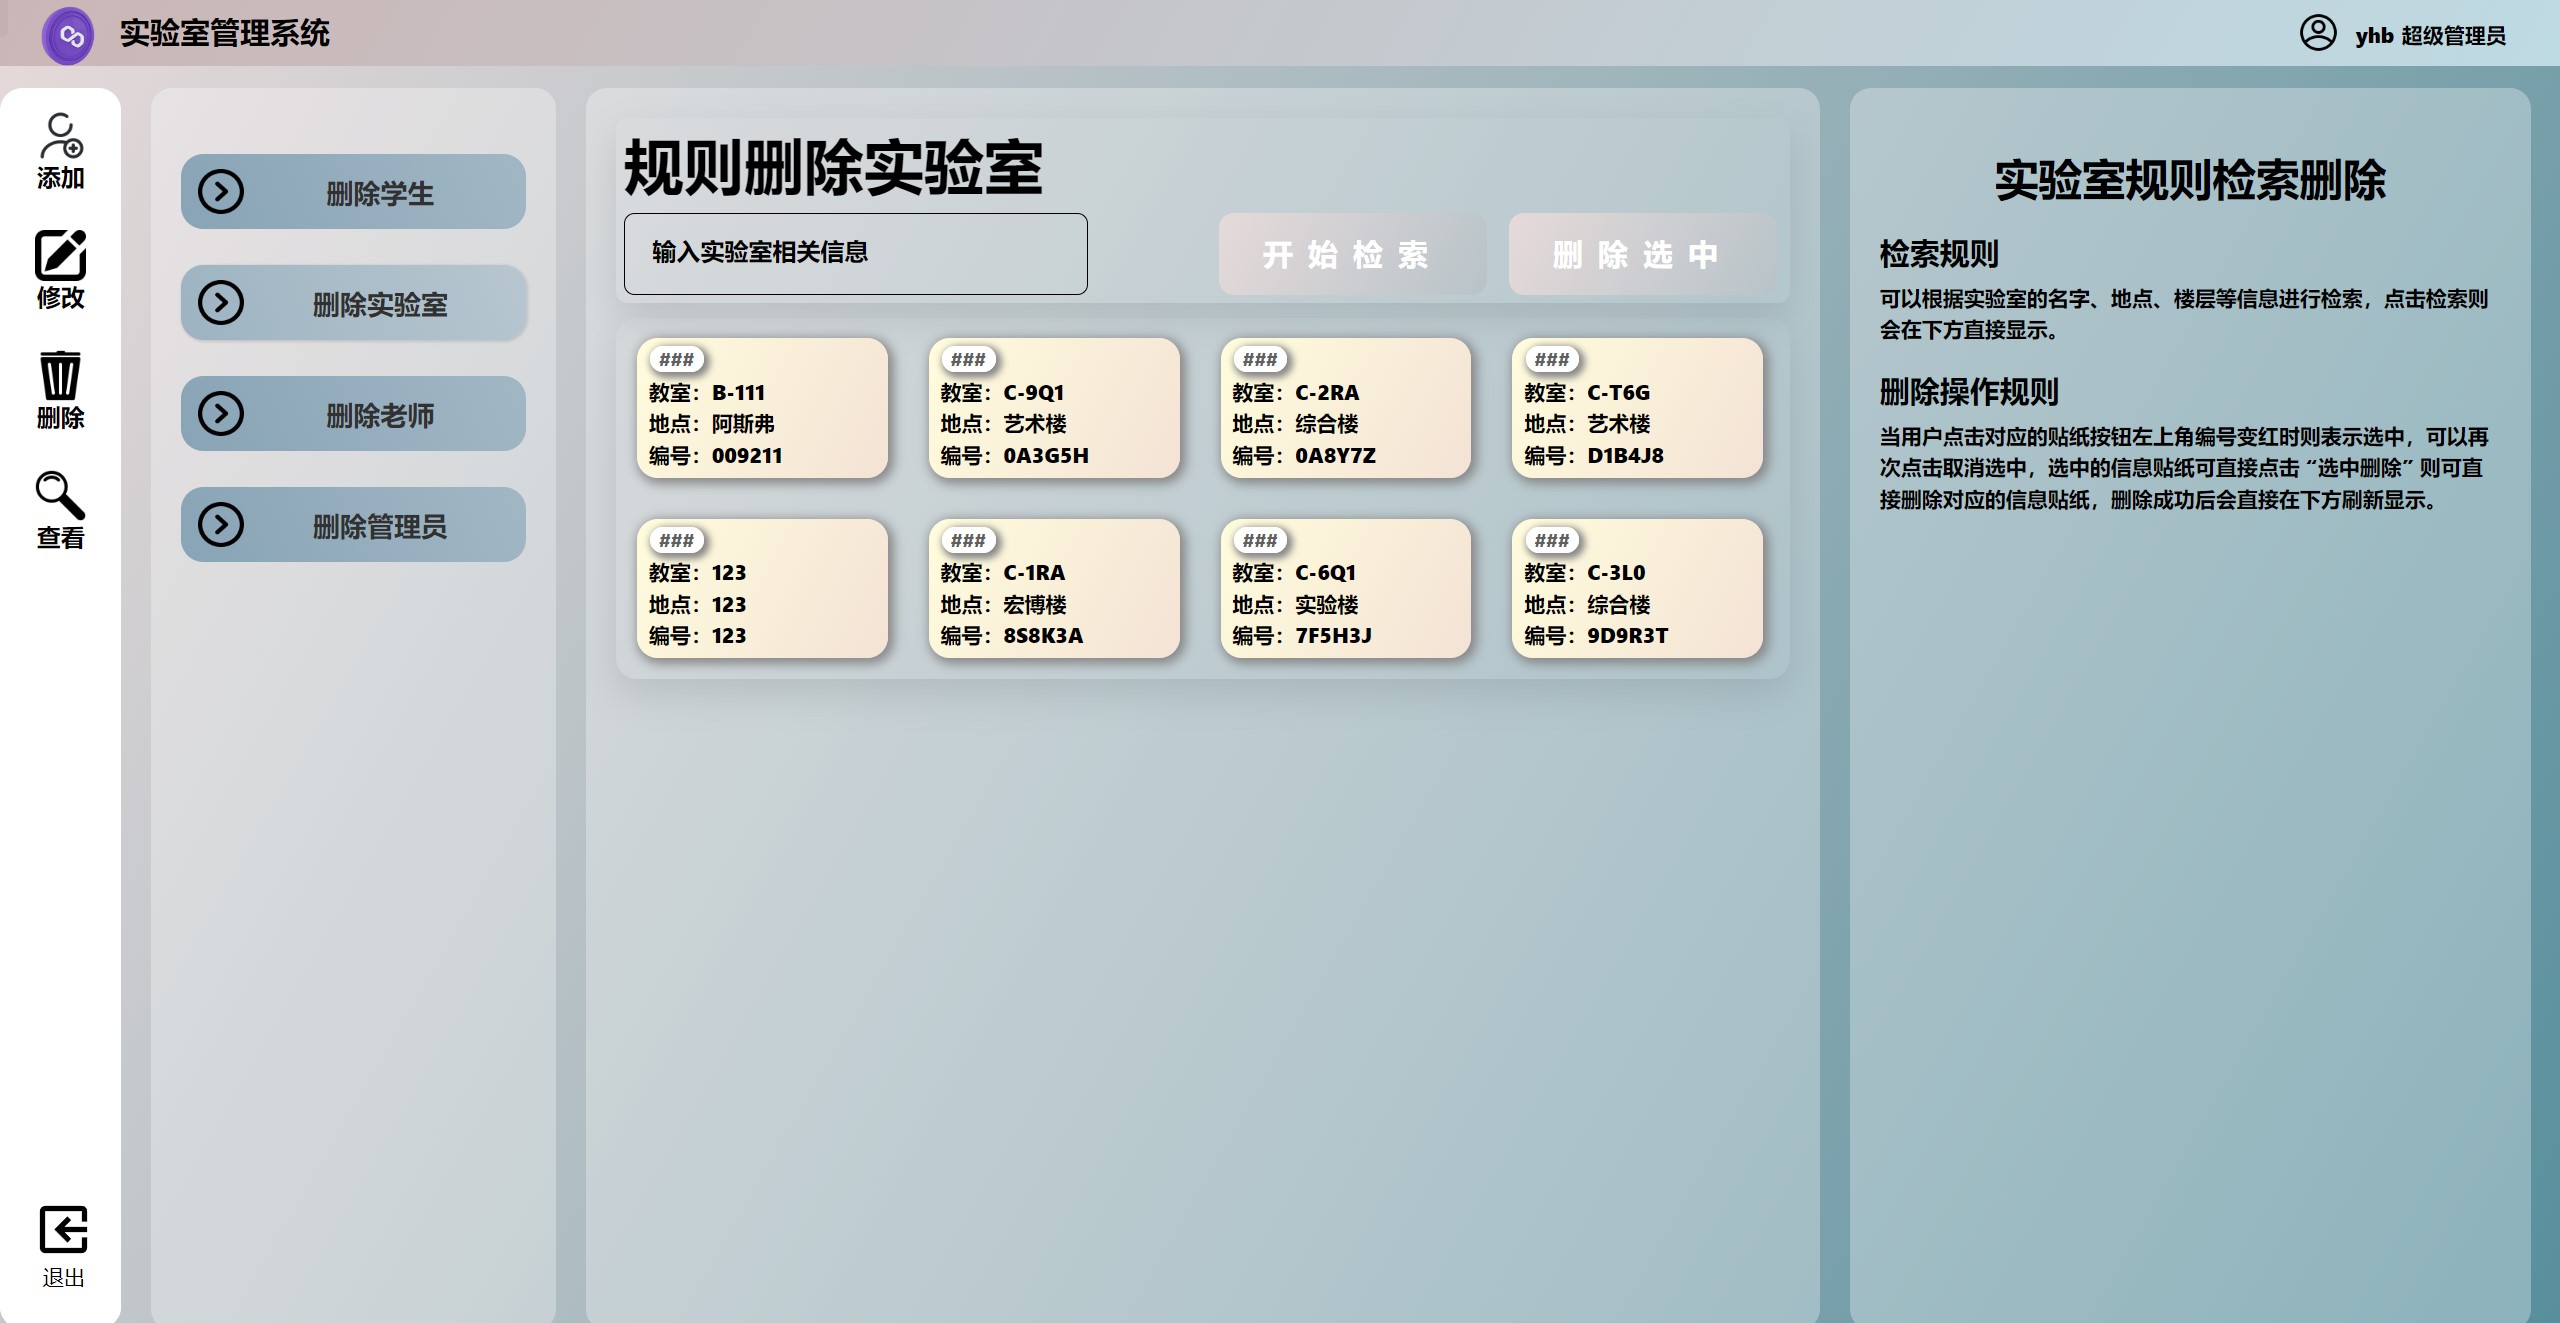 实验室管理系统
yhb 超级管理员
添加
修改
删除
查看
退出
删除学生
删除实验室
删除老师
删除管理员
规则删除实验室
输入实验室相关信息
开始检索
删除选中
###
教室：B-111
地点：阿斯弗
编号：009211
###
教室：C-9Q1
地点：艺术楼
编号：0A3G5H
###
教室：C-2RA
地点：综合楼
编号：0A8Y7Z
###
教室：C-T6G
地点：艺术楼
编号：D1B4J8
###
教室：123
地点：123
编号：123
###
教室：C-1RA
地点：宏博楼
编号：8S8K3A
###
教室：C-6Q1
地点：实验楼
编号：7F5H3J
###
教室：C-3L0
地点：综合楼
编号：9D9R3T
实验室规则检索删除
检索规则
可以根据实验室的名字、地点、楼层等信息进行检索，点击检索则
会在下方直接显示。
删除操作规则
当用户点击对应的贴纸按钮左上角编号变红时则表示选中，可以再
次点击取消选中，选中的信息贴纸可直接点击 “选中删除” 则可直
接删除对应的信息贴纸，删除成功后会直接在下方刷新显示。